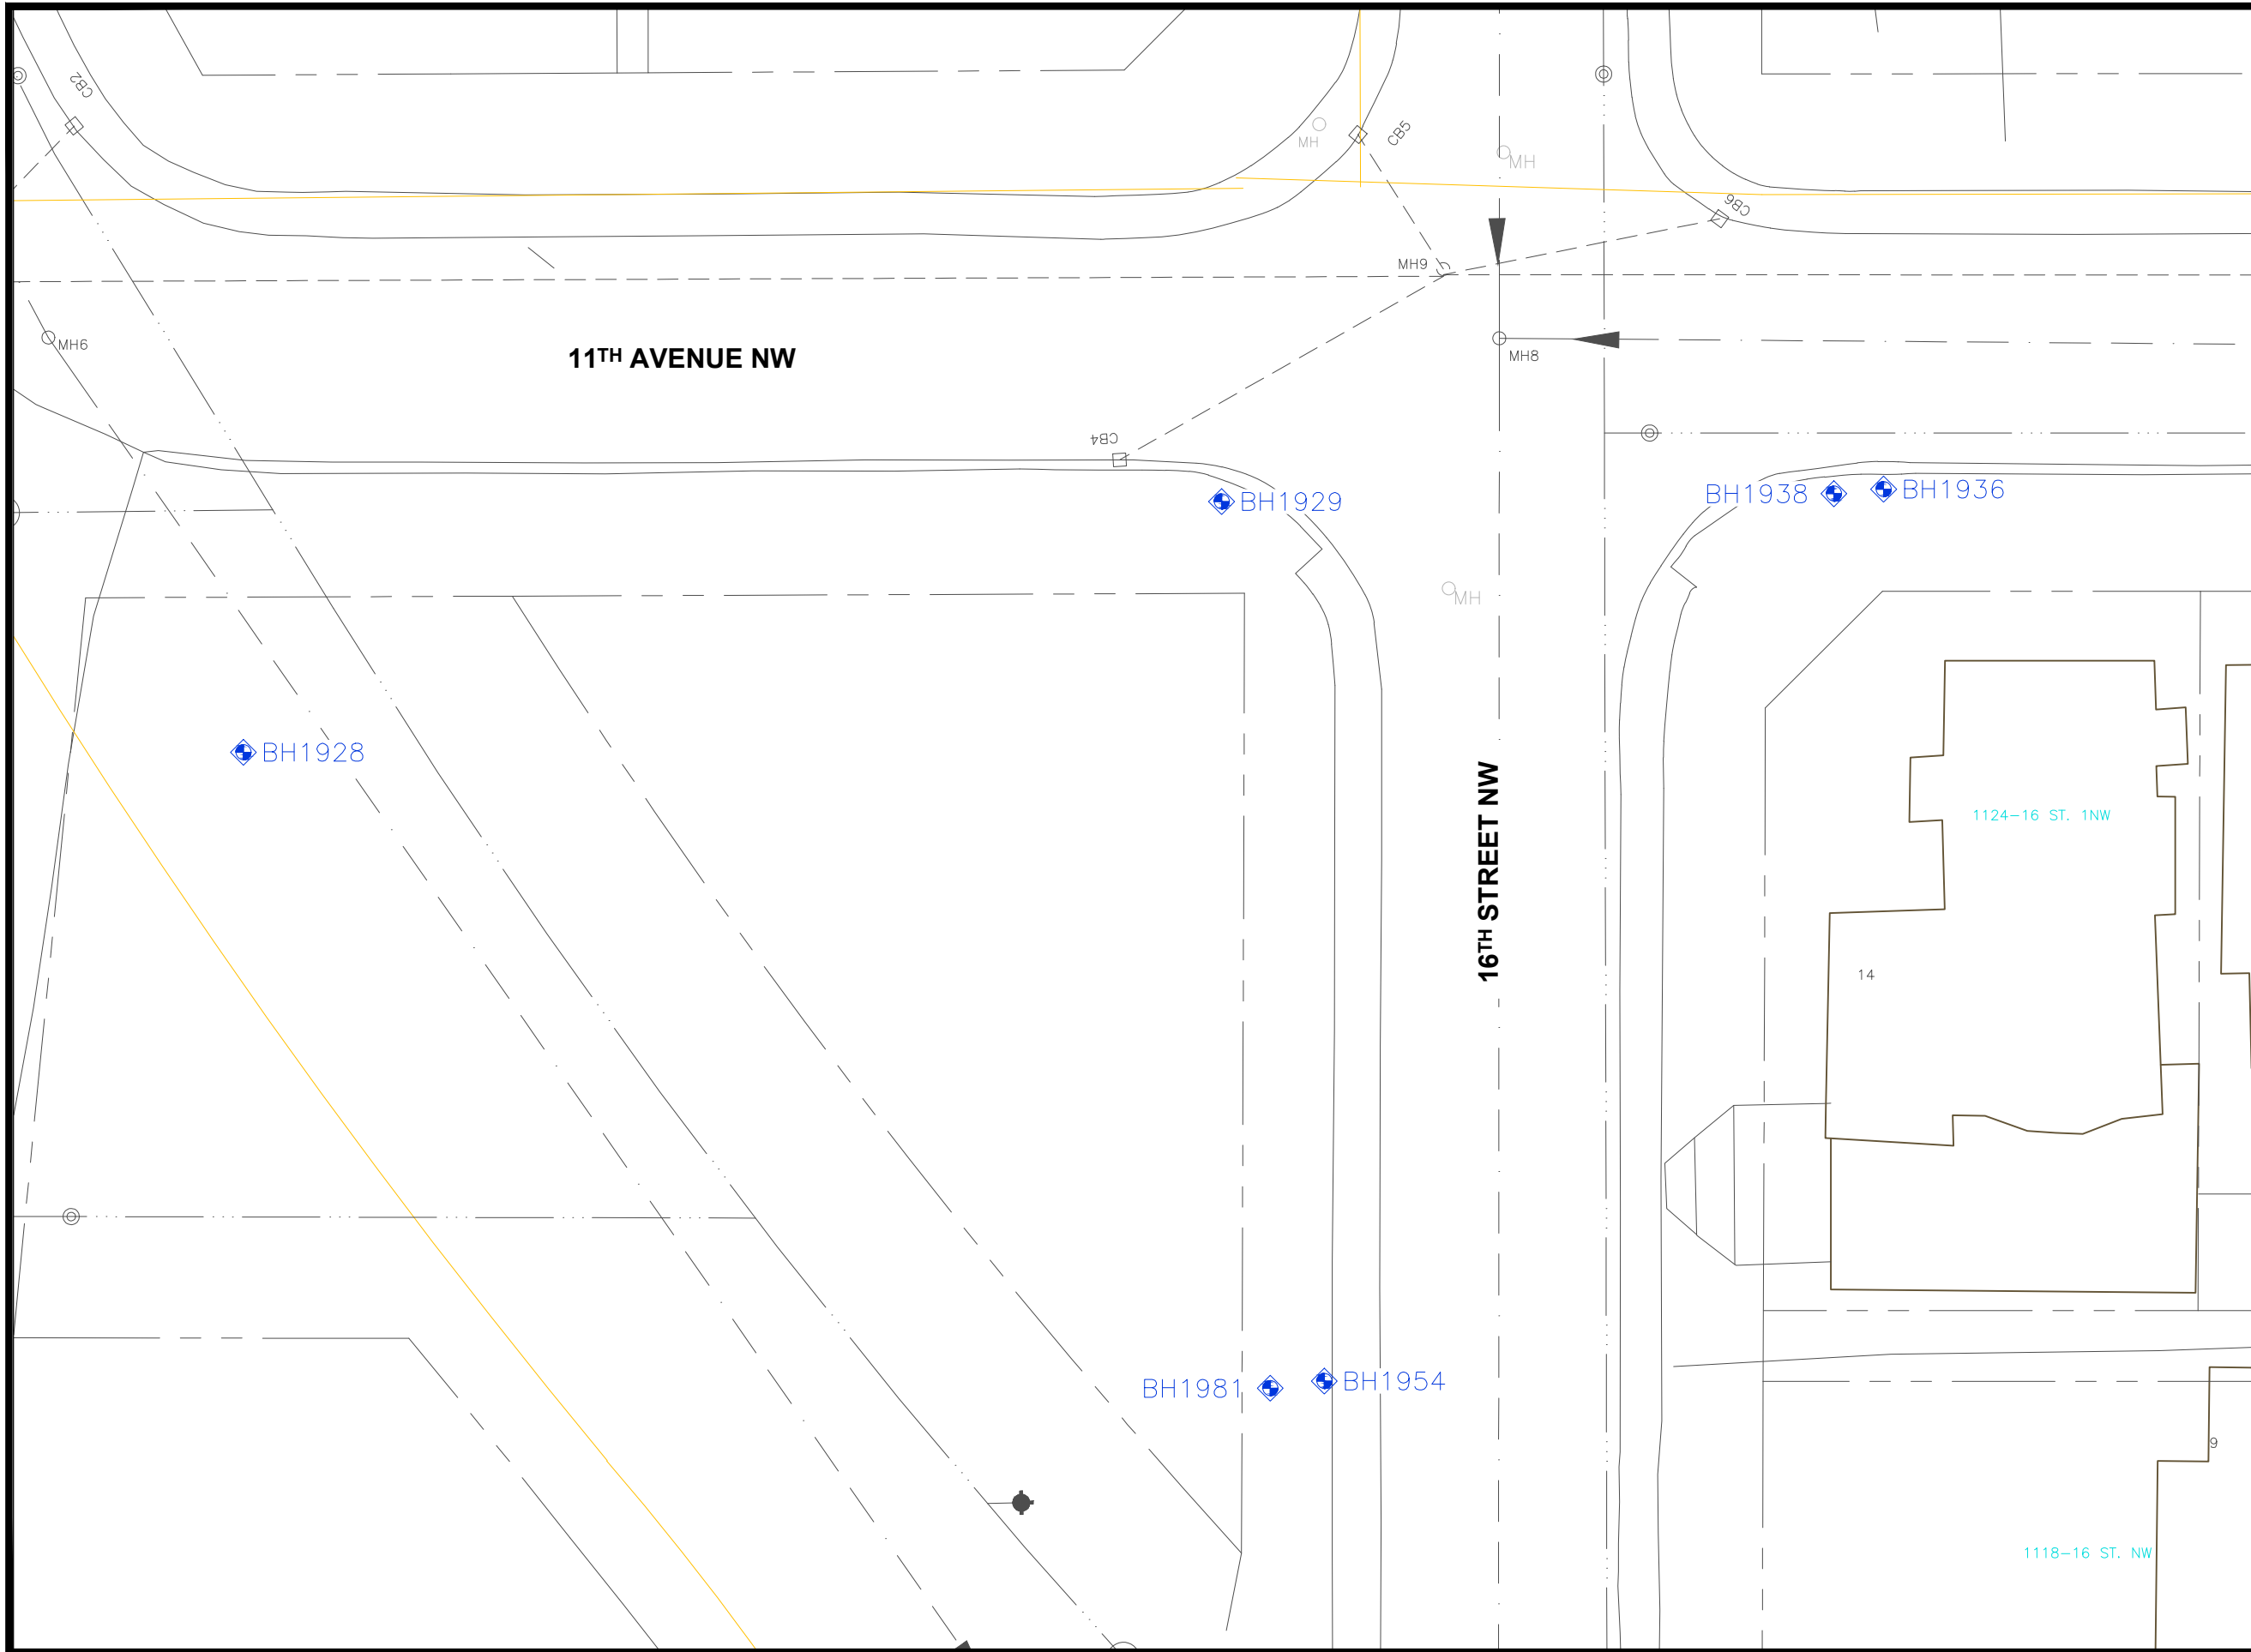 CB2
CB5
MH
MH
CB6
MH9
MH6
11TH AVENUE NW
MH8
CB4
BH1929
BH1938
BH1936
MH
BH1928
16TH STREET NW
1124-16 ST. 1NW
14
BH1981
BH1954
9
1118-16 ST. NW